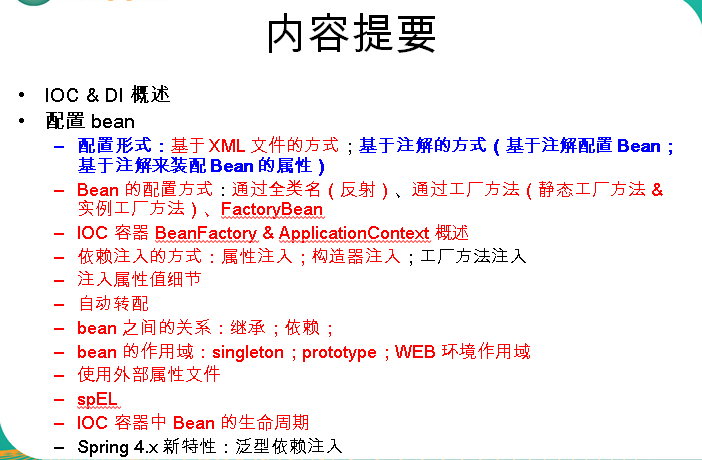 内容提要
• IOC & DI 概述
• 配置 bean
– 配置形式：基于 XML 文件的方式；基于注解的方式（基于注解配置 Bean；
基于注解来装配 Bean 的属性）
– Bean 的配置方式：通过全类名（反射）、通过工厂方法（静态工厂方法 &
实例工厂方法）、FactoryBean
– IOC 容器 BeanFactory & ApplicationContext 概述
– 依赖注入的方式：属性注入；构造器注入；工厂方法注入
– 注入属性值细节
– 自动转配
– bean 之间的关系：继承；依赖；
– bean 的作用域：singleton；prototype；WEB 环境作用域
– 使用外部属性文件
– spEL
– IOC 容器中 Bean 的生命周期
– Spring 4.x 新特性：泛型依赖注入